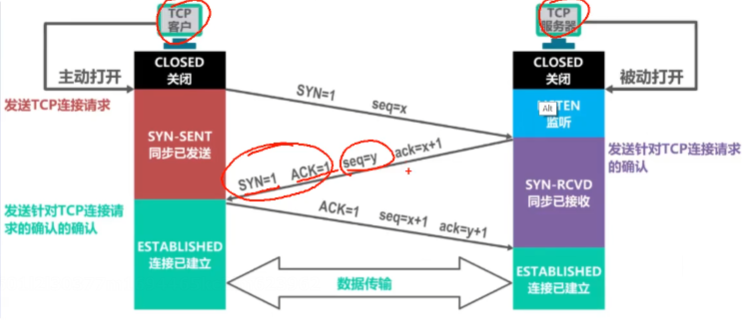 TCP
客户
TCP
服务器
CLOSED
关闭
CLOSED
关闭
主动打开
被动打开
发送TCP连接请求
SYN=1 seq=x
Alt
监听
SYN-SENT
同步已发送
SYN=1 ACK=1 seq=y ack=x+1
发送针对TCP连接请求
的确认
SYN-RCVD
同步已接收
发送针对TCP连接请
求的确认的确认
ACK=1 seq=x+1 ack=y+1
ESTABLISHED
连接已建立
数据传输
ESTABLISHED
连接已建立